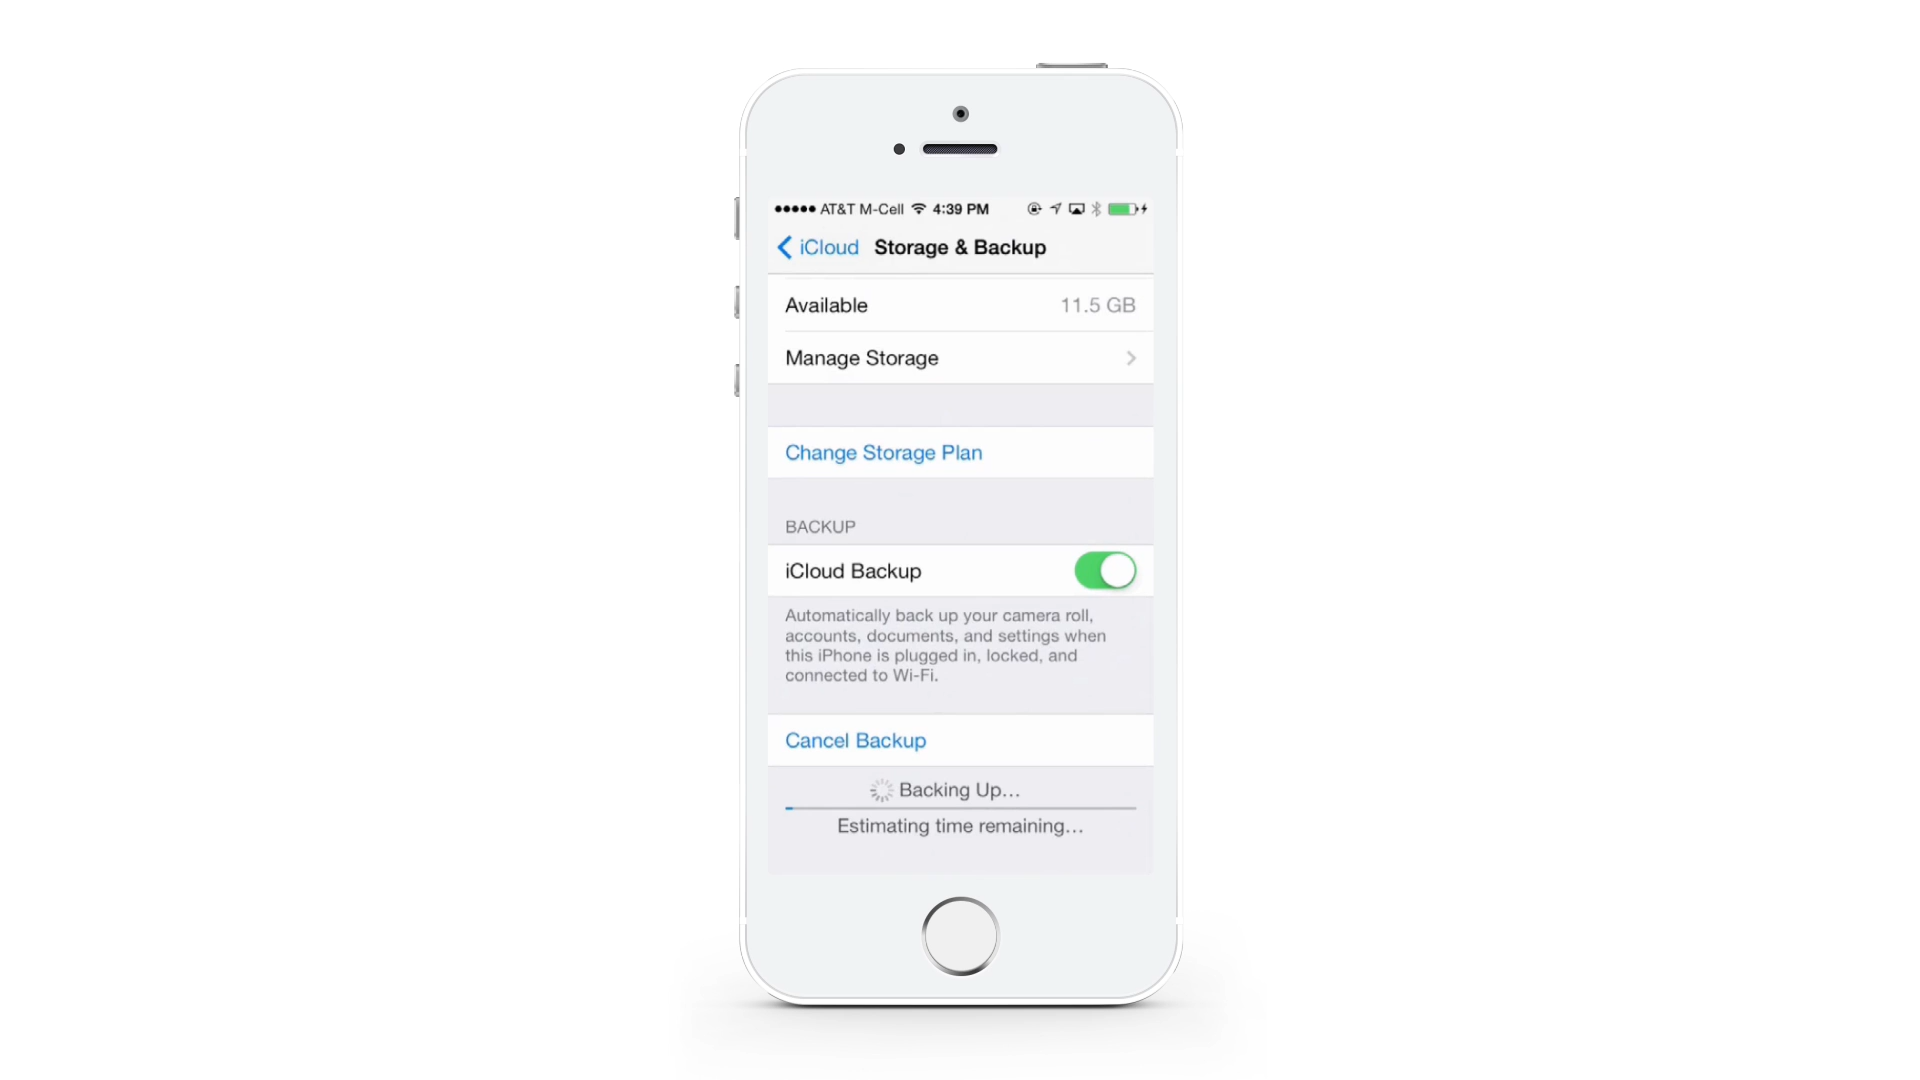 AT&T M-Cell 4:39 PM
iCloud Storage & Backup
Available 11.5 GB
Manage Storage
Change Storage Plan
BACKUP
iCloud Backup
Automatically back up your camera roll,
accounts, documents, and settings when
this iPhone is plugged in, locked, and
connected to Wi-Fi.
Cancel Backup
Backing Up...
Estimating time remaining...